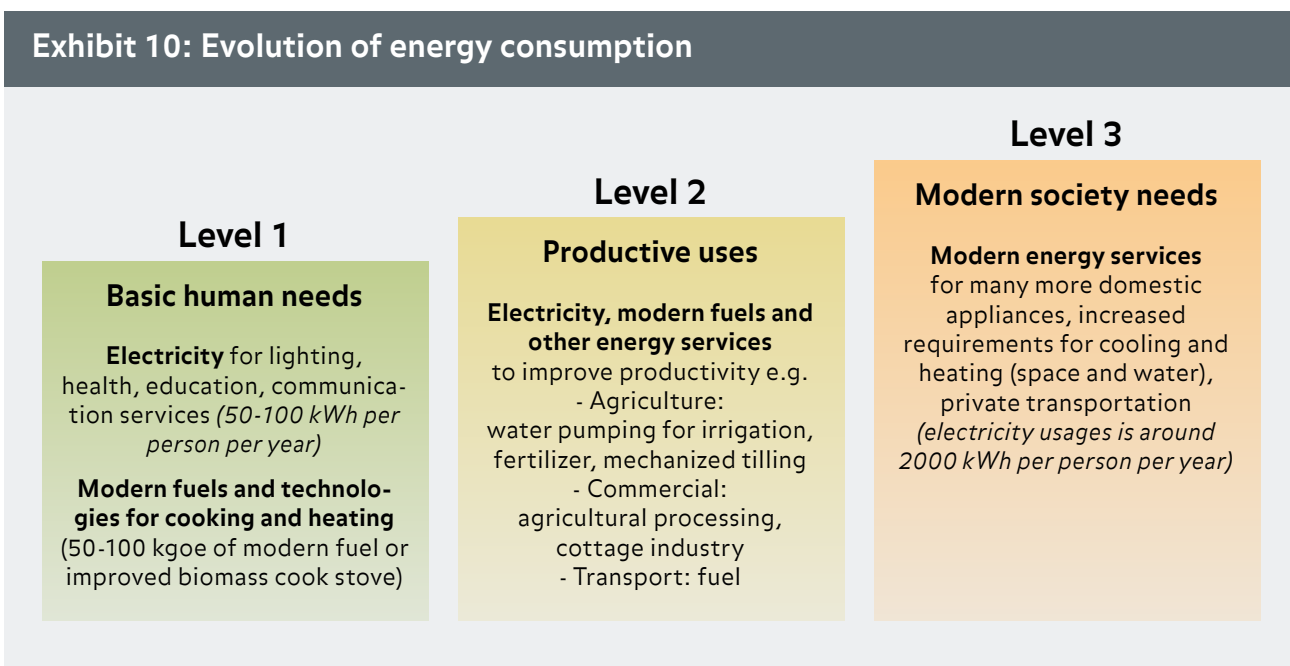 Exhibit 10: Evolution of energy consumption
Level 1
Basic human needs
Electricity for lighting,
health, education, communica-
tion services (50-100 kWh per
person per year)
Modern fuels and technolo-
gies for cooking and heating
(50-100 kgoe of modern fuel or
improved biomass cook stove)
Level 2
Productive uses
Electricity, modern fuels and
other energy services
to improve productivity e.g.
- Agriculture:
water pumping for irrigation,
fertilizer, mechanized tilling
- Commercial:
agricultural processing,
cottage industry
- Transport: fuel
Level 3
Modern society needs
Modern energy services
for many more domestic
appliances, increased
requirements for cooling and
heating (space and water),
private transportation
(electricity usages is around
2000 kWh per person per year)